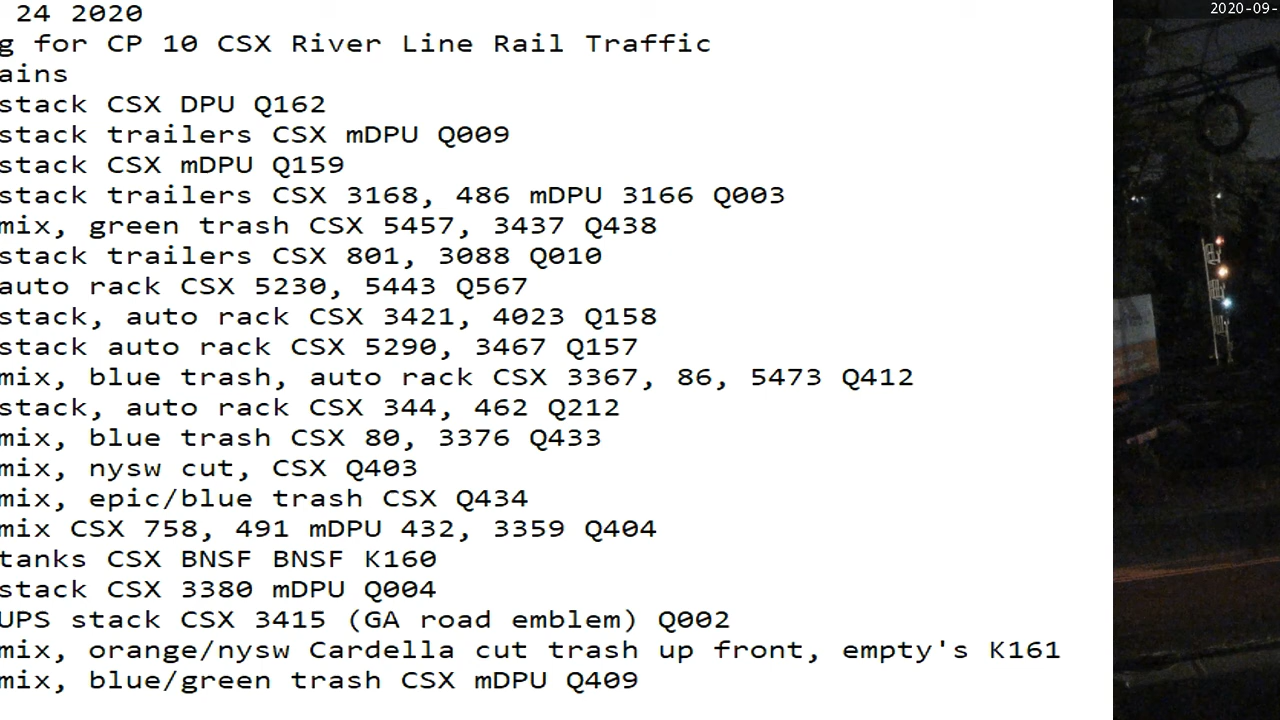 24 2020
g for CP 10 CSX River Line Rail Traffic
ains
stack CSX DPU Q162
stack trailers CSX mDPU Q009
stack CSX mDPU Q159
stack trailers CSX 3168, 486 mDPU 3166 Q003
mix, green trash CSX 5457, 3437 Q438
stack trailers CSX 801, 3088 Q010
auto rack CSX 5230, 5443 Q567
stack, auto rack CSX 3421, 4023 Q158
stack auto rack CSX 5290, 3467 Q157
mix, blue trash, auto rack CSX 3367, 86, 5473 Q412
stack, auto rack CSX 344, 462 Q212
mix, blue trash CSX 80, 3376 Q433
mix, nysw cut, CSX Q403
mix, epic/blue trash CSX Q434
mix CSX 758, 491 mDPU 432, 3359 Q404
tanks CSX BNSF BNSF K160
stack CSX 3380 mDPU Q004
UPS stack CSX 3415 (GA road emblem) Q002
mix, orange/nysw Cardella cut trash up front, empty's K161
mix, blue/green trash CSX mDPU Q409
2020-09-